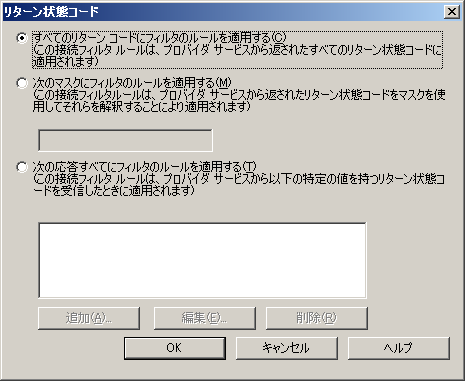 リターン状態コード
すべてのリターン コードにフィルタのルールを適用する(C)
(この接続フィルタ ルールは、プロバイダ サービスから返されたすべてのリターン状態コードに
適用されます)
次のマスクにフィルタのルールを適用する(M)
(この接続フィルタルールは、プロバイダ サービスから返されたリターン状態コードをマスクを使
用してそれらを解釈することにより適用されます)
次の応答すべてにフィルタのルールを適用する(T)
(この接続フィルタ ルールは、プロバイダ サービスから以下の特定の値を持つリターン状態コー
ドを受信したときに適用されます)
追加(A)... 編集(E)... 削除(R)
OK キャンセル ヘルプ